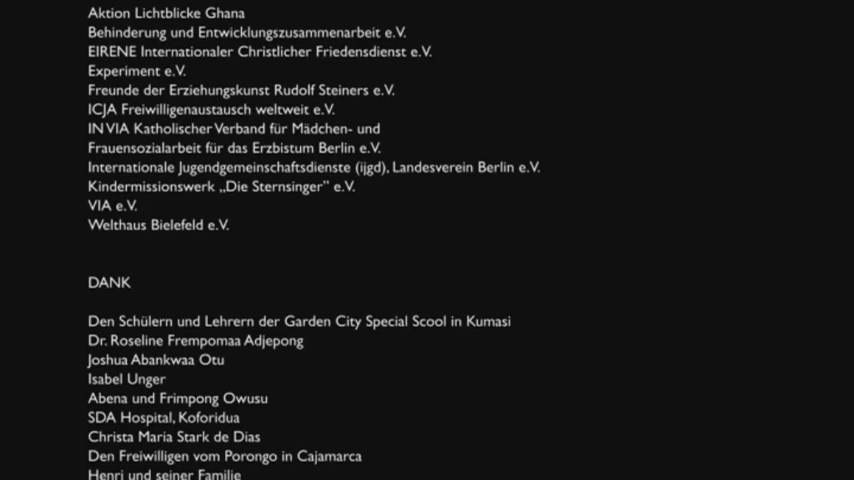 Aktion Lichtblicke Ghana
Behinderung und Entwicklungszusammenarbeit e.V.
EIRENE Internationaler Christlicher Friedensdienst e.V.
Experiment e.V.
Freunde der Erziehungskunst Rudolf Steiners e.V.
ICJA Freiwilligenaustausch weltweit e.V.
IN VIA Katholischer Verband für Mädchen- und
Frauensozialarbeit für das Erzbistum Berlin e.V.
Internationale Jugendgemeinschaftsdienste (ijgd), Landesverein Berlin e.V.
Kindermissionswerk „Die Sternsinger” e.V.
VIA e.V.
Welthaus Bielefeld e.V.
DANK
Den Schülern und Lehrern der Garden City Special Scool in Kumasi
Dr. Roseline Frempomaa Adjepong
Joshua Abankwaa Otu
Isabel Unger
Abena und Frimpong Owusu
SDA Hospital, Koforidua
Christa Maria Stark de Dias
Den Freiwilligen vom Porongo in Cajamarca
Henri und seiner Familie